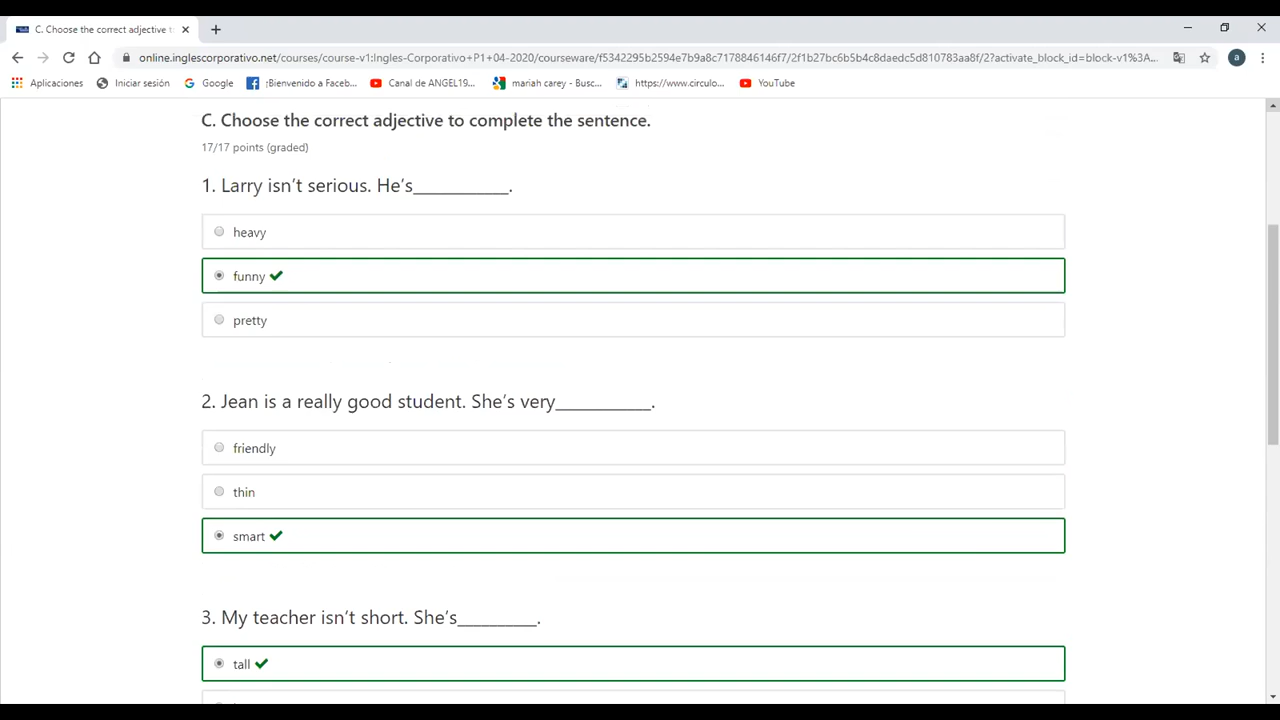 C. Choose the correct adjective t
online.inglescorporativo.net/courses/course-v1:Ingles-Corporativo+P1+04-2020/courseware/f5342295b2594e7b9a8c7178846146f7/2f1b27bc6b5b4c8daedc5d810783aa8f/2?activate_block_id=block-v1%3A...
a
Aplicaciones
Iniciar sesión
Google
¡Bienvenido a Faceb...
Canal de ANGEL19...
mariah carey - Busc...
https://www.circulo...
YouTube
C. Choose the correct adjective to complete the sentence.
17/17 points (graded)
1. Larry isn’t serious. He’s___________.
heavy
funny
pretty
2. Jean is a really good student. She’s very___________.
friendly
thin
smart
3. My teacher isn’t short. She’s_________.
tall